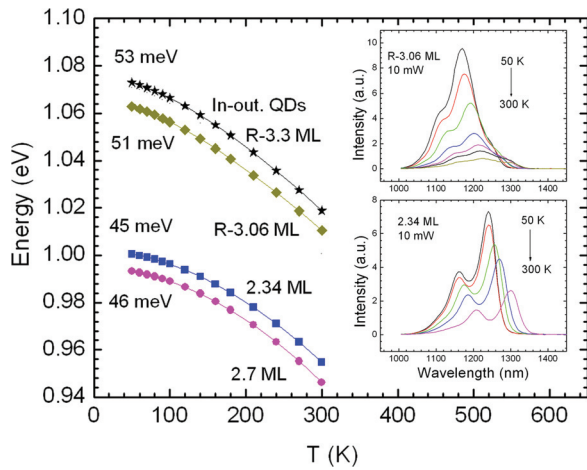 1.10
1.08
1.06
1.04
1.02
1.00
0.98
0.96
0.94
Energy (eV)
53 meV
In-out. QDs
R-3.3 ML
51 meV
R-3.06 ML
45 meV
2.34 ML
46 meV
2.7 ML
0 100 200 300 400 500 600
T (K)
R-3.06 ML
10 mW
50 K
300 K
Intensity (a.u.)
10
8
6
4
2
0
1000 1100 1200 1300 1400
2.34 ML
10 mW
50 K
300 K
Intensity (a.u.)
8
6
4
2
0
1000 1100 1200 1300 1400
Wavelength (nm)